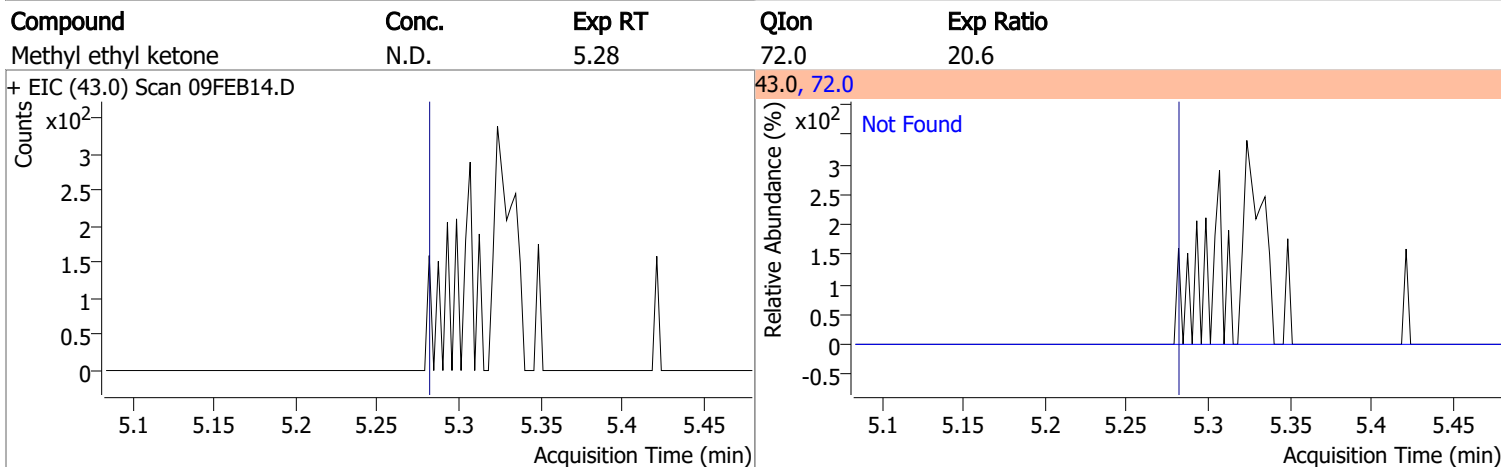 Compound Conc. Exp RT QIon Exp Ratio
Methyl ethyl ketone N.D. 5.28 72.0 20.6
+ EIC (43.0) Scan 09FEB14.D
Counts
x10²
3
2.5
2
1.5
1
0.5
0
5.1 5.15 5.2 5.25 5.3 5.35 5.4 5.45
Acquisition Time (min)
43.0, 72.0
Relative Abundance (%)
x10²
Not Found
3
2.5
2
1.5
1
0.5
0
-0.5
5.1 5.15 5.2 5.25 5.3 5.35 5.4 5.45
Acquisition Time (min)